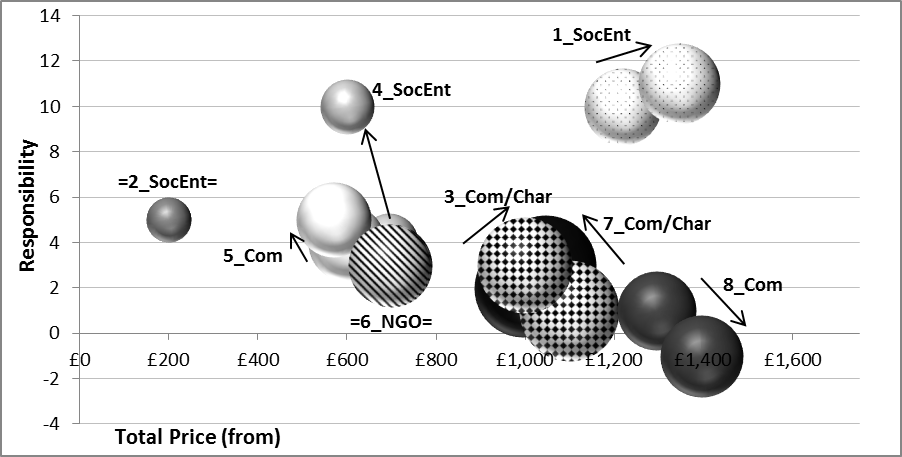 14
1_SocEnt
12
10
4_SocEnt
8
=2_SocEnt=
6
3_Com/Char
7_Com/Char
4
5_Com
8_Com
2
=6_NGO=
0
£0 £200 £400 £600 £800 £1,000 £1,200 £1,400 £1,600
-2
-4
Responsibility
Total Price (from)